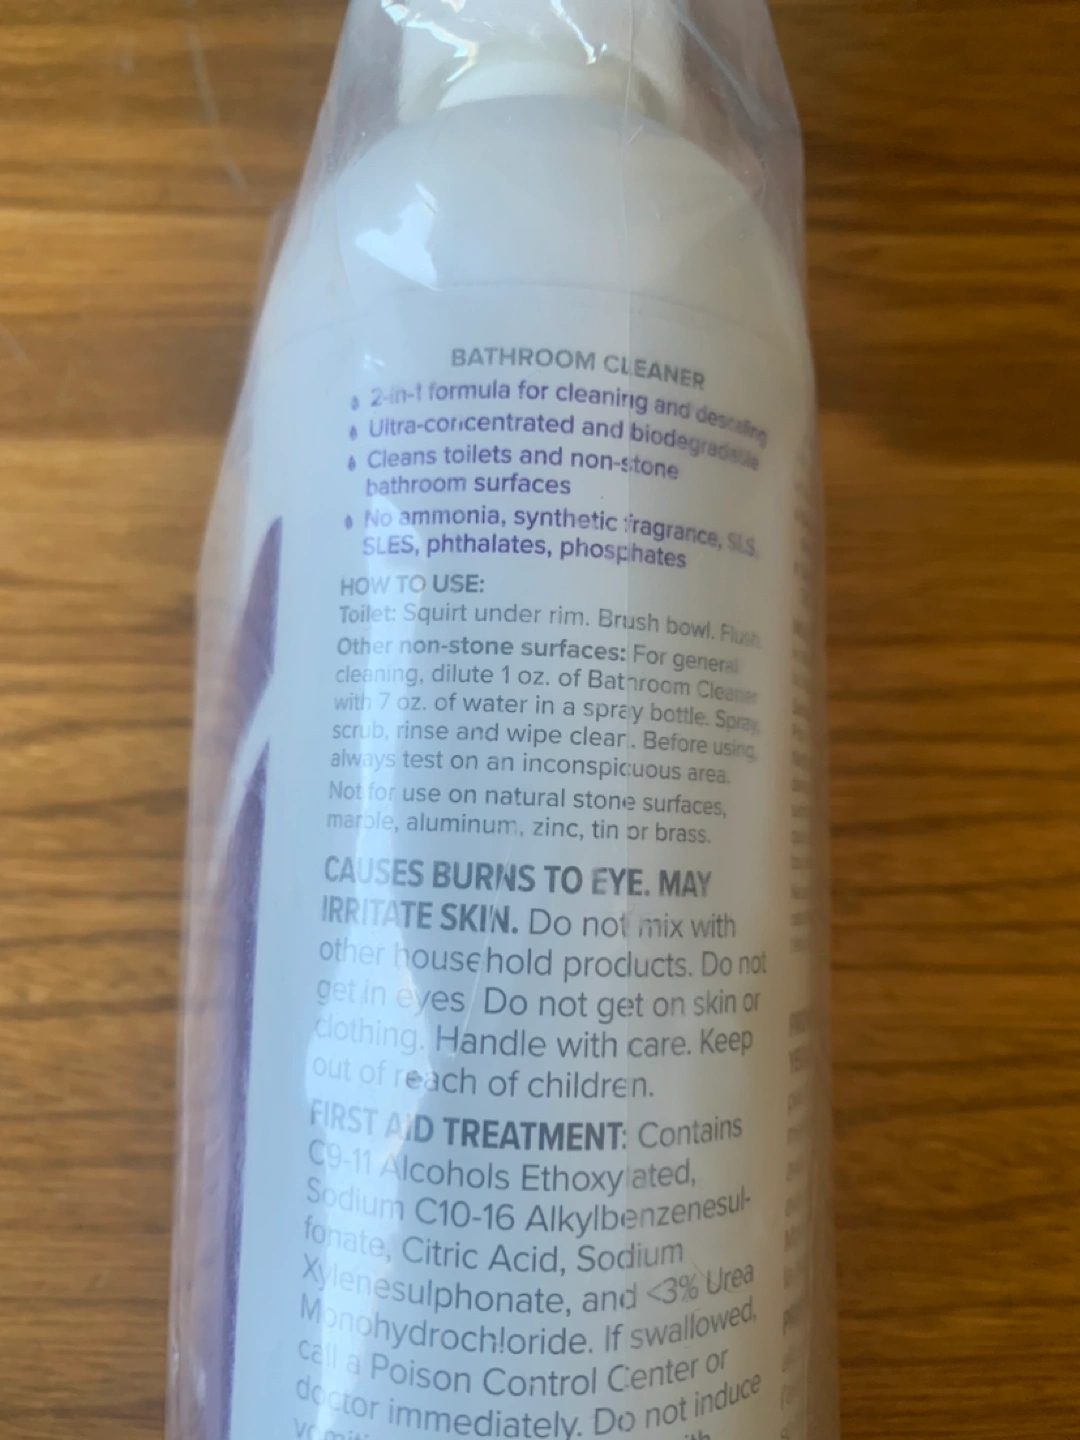 BATHROOM CLEANER
2-in-1 formula for cleaning and descaling
Ultra-concentrated and biodegradable
Cleans toilets and non-stone
bathroom surfaces
No ammonia, synthetic fragrance, SLS,
SLES, phthalates, phosphates
HOW TO USE:
Toilet: Squirt under rim. Brush bowl. Flush.
Other non-stone surfaces: For general
cleaning, dilute 1 oz. of Bathroom Cleaner
with 7 oz. of water in a spray bottle. Spray,
scrub, rinse and wipe clean. Before using,
always test on an inconspicuous area.
Not for use on natural stone surfaces,
marble, aluminum, zinc, tin or brass.
CAUSES BURNS TO EYE. MAY
IRRITATE SKIN. Do not mix with
other household products. Do not
get in eyes. Do not get on skin or
clothing. Handle with care. Keep
out of reach of children.
FIRST AID TREATMENT: Contains
C9-11 Alcohols Ethoxylated,
Sodium C10-16 Alkylbenzenesul-
fonate, Citric Acid, Sodium
Xylenesulphonate, and <3% Urea
Monohydrochloride. If swallowed,
call a Poison Control Center or
doctor immediately. Do not induce